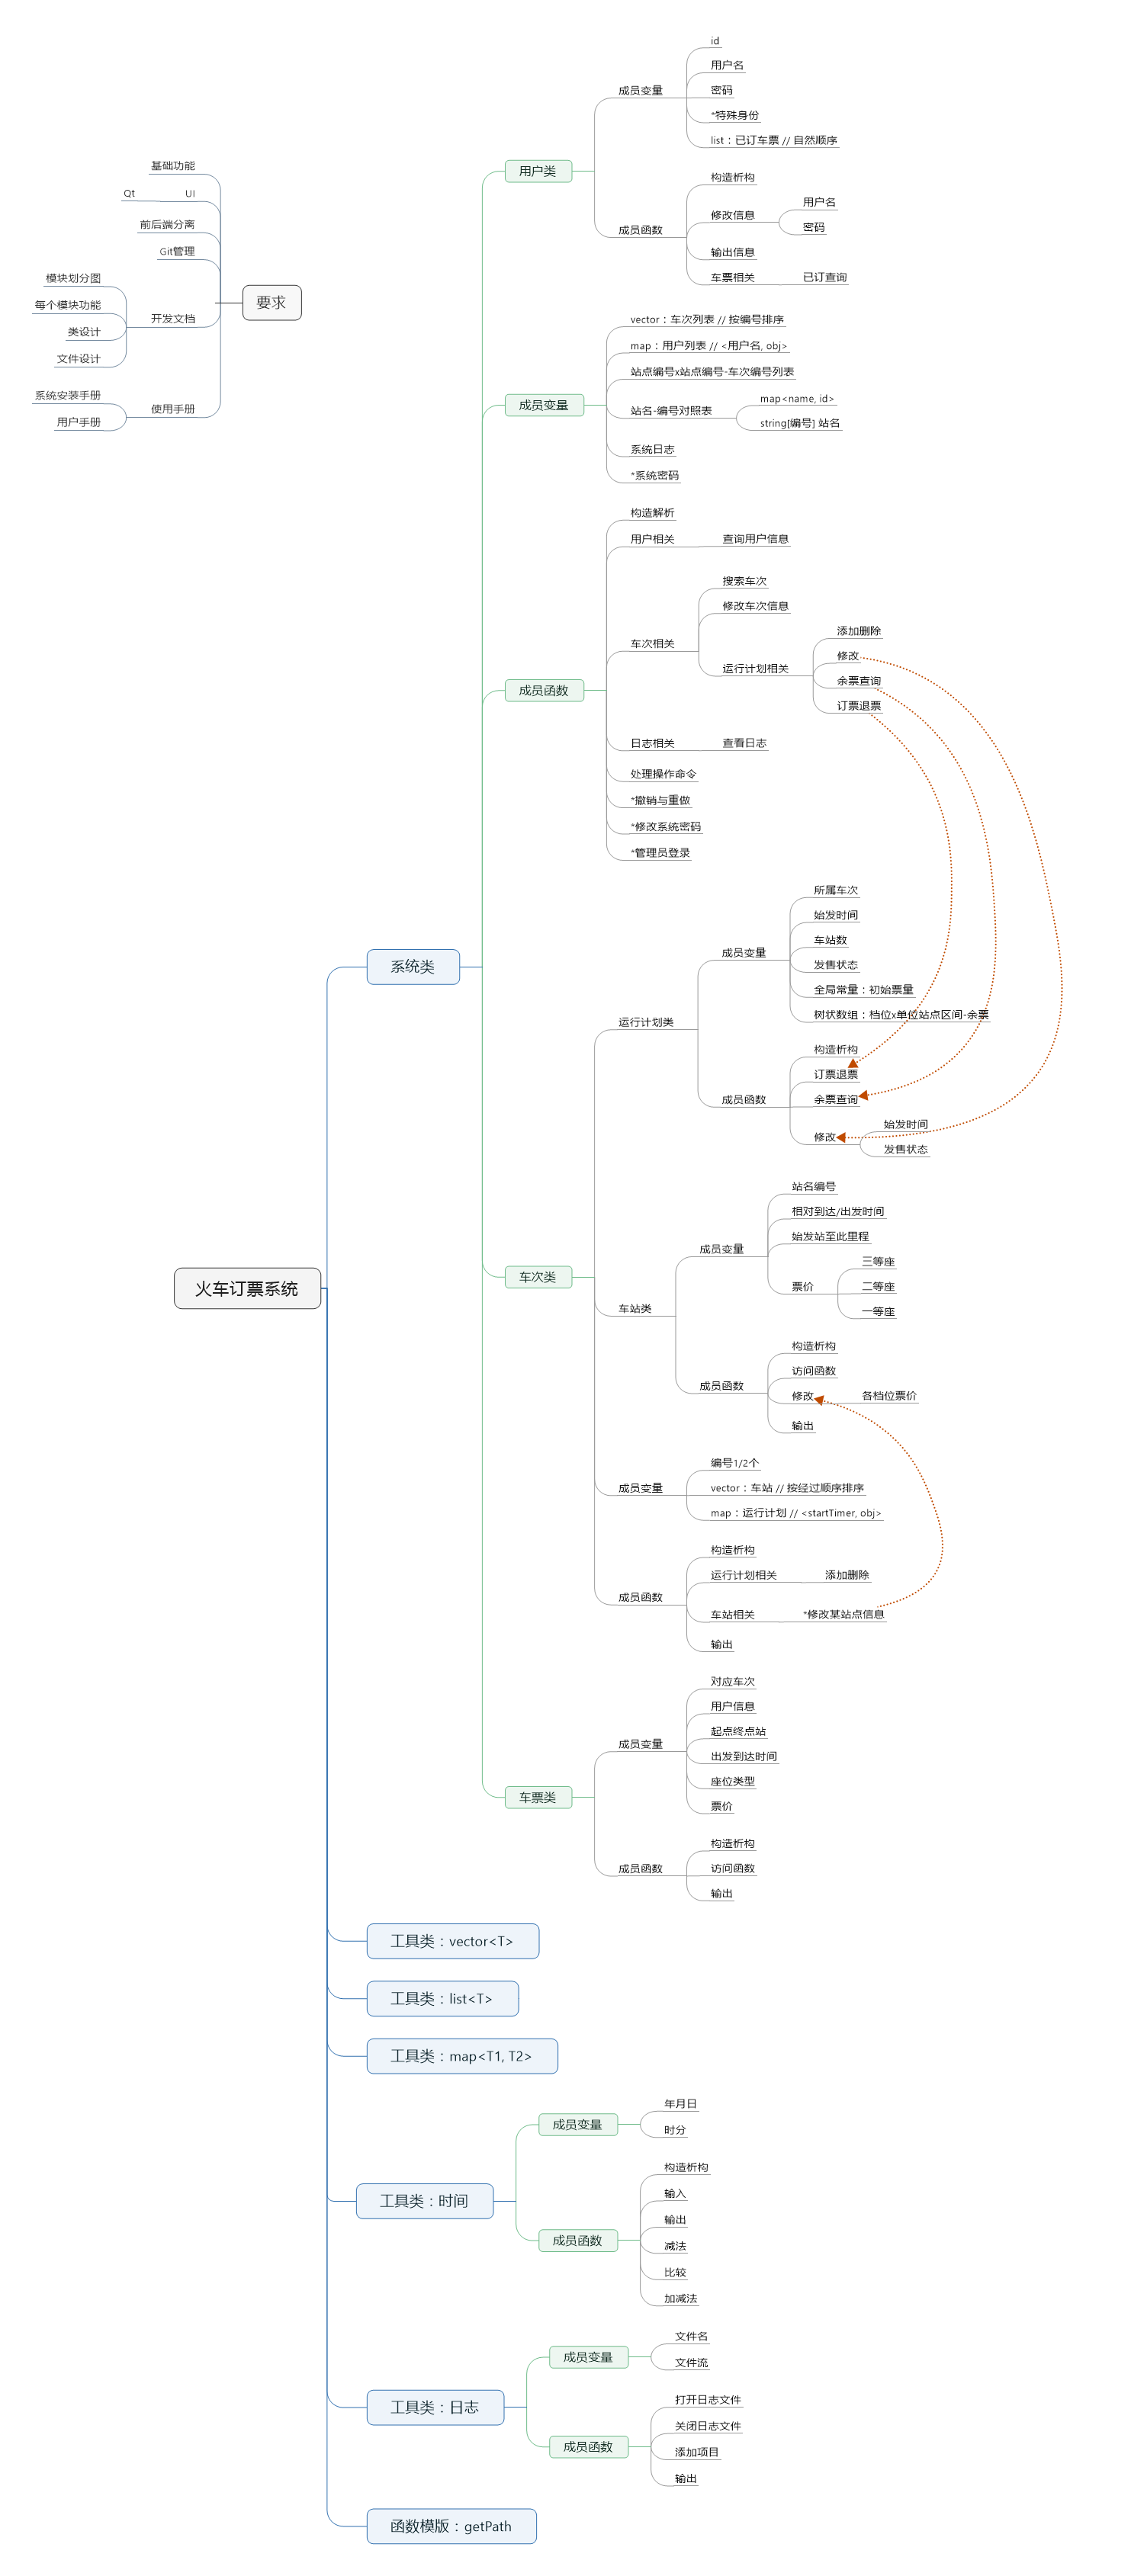 要求
基础功能
UI
Qt
前后端分离
Git管理
开发文档
模块划分图
每个模块功能
类设计
文件设计
使用手册
系统安装手册
用户手册
火车订票系统
系统类
用户类
成员变量
id
用户名
密码
*特殊身份
list：已订车票 // 自然顺序
成员函数
构造析构
修改信息
用户名
密码
输出信息
车票相关
已订查询
成员变量
vector：车次列表 // 按编号排序
map：用户列表 // <用户名, obj>
站点编号x站点编号-车次编号列表
站名-编号对照表
map<name, id>
string[编号] 站名
系统日志
*系统密码
成员函数
构造解析
用户相关
查询用户信息
车次相关
搜索车次
修改车次信息
运行计划相关
添加删除
修改
余票查询
订票退票
日志相关
查看日志
处理操作命令
*撤销与重做
*修改系统密码
*管理员登录
车次类
运行计划类
成员变量
所属车次
始发时间
车站数
发售状态
全局常量：初始票量
树状数组：档位x单位站点区间-余票
成员函数
构造析构
订票退票
余票查询
修改
始发时间
发售状态
车站类
成员变量
站名编号
相对到达/出发时间
始发站至此里程
票价
三等座
二等座
一等座
成员函数
构造析构
访问函数
修改
各档位票价
输出
成员变量
编号1/2个
vector：车站 // 按经过顺序排序
map：运行计划 // <startTimer, obj>
成员函数
构造析构
运行计划相关
添加删除
车站相关
*修改某站点信息
输出
车票类
成员变量
对应车次
用户信息
起点终点站
出发到达时间
座位类型
票价
成员函数
构造析构
访问函数
输出
工具类：vector<T>
工具类：list<T>
工具类：map<T1, T2>
工具类：时间
成员变量
年月日
时分
成员函数
构造析构
输入
输出
减法
比较
加减法
工具类：日志
成员变量
文件名
文件流
成员函数
打开日志文件
关闭日志文件
添加项目
输出
函数模版：getPath